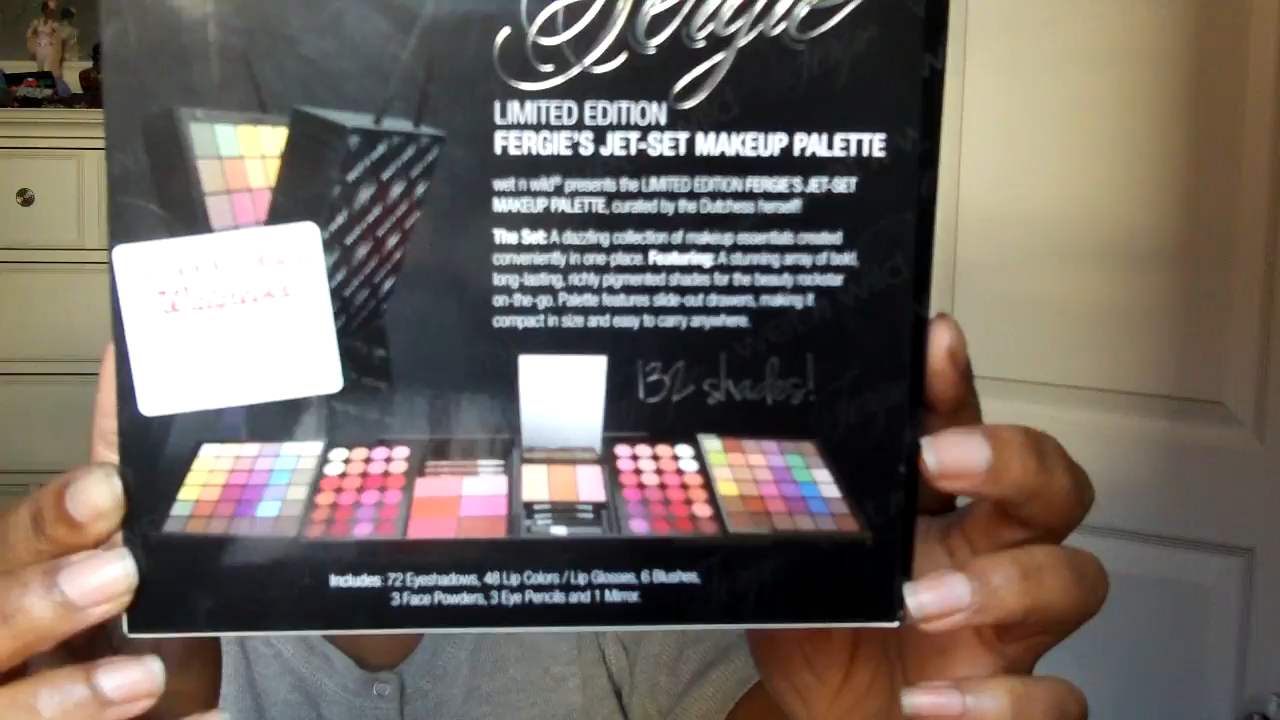 Fergie
LIMITED EDITION
FERGIE'S JET-SET MAKEUP PALETTE
wet n wild® presents the LIMITED EDITION FERGIE'S JET-SET
MAKEUP PALETTE, curated by the Dutchess herself!
The Set: A dazzling collection of makeup essentials created
conveniently in one-place. Featuring: A stunning array of bold,
long-lasting, richly pigmented shades for the beauty rockstar
on-the-go. Palette features slide-out drawers, making it
compact in size and easy to carry anywhere.
132 shades!
Includes: 72 Eyeshadows, 48 Lip Colors / Lip Glosses, 6 Blushes,
3 Face Powders, 3 Eye Pencils and 1 Mirror.